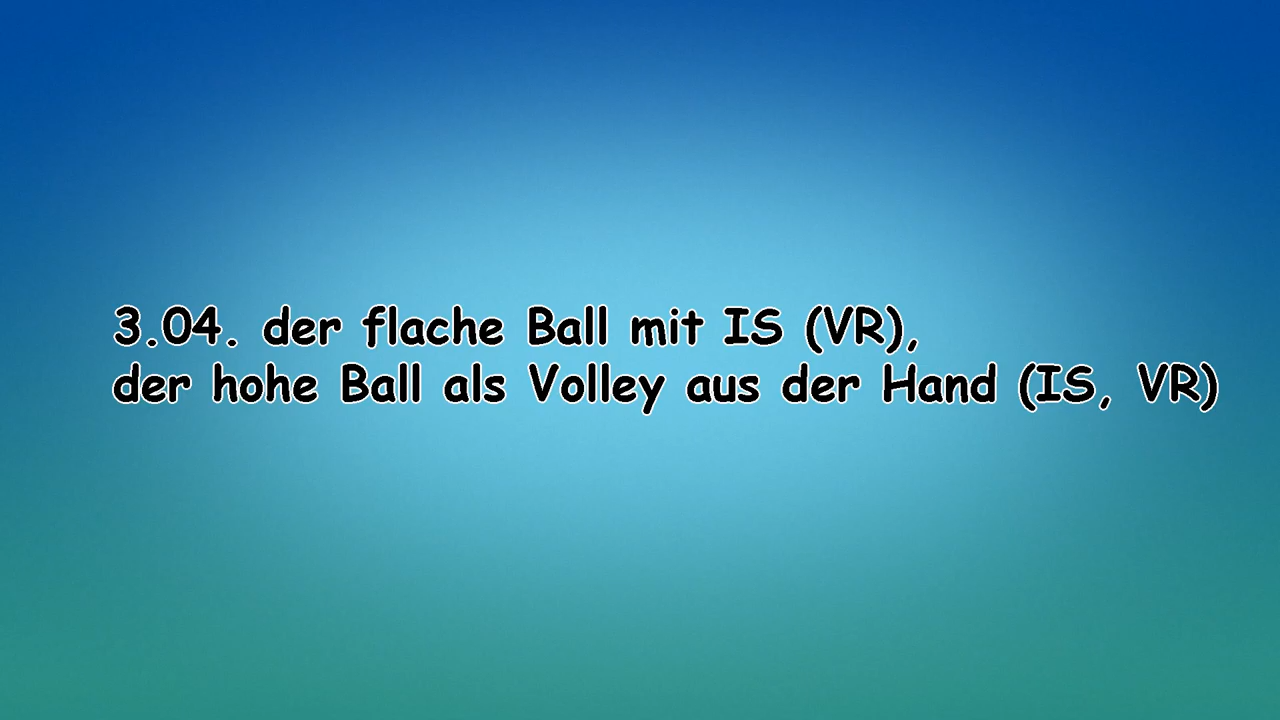 3.04. der flache Ball mit IS (VR),
der hohe Ball als Volley aus der Hand (IS, VR)